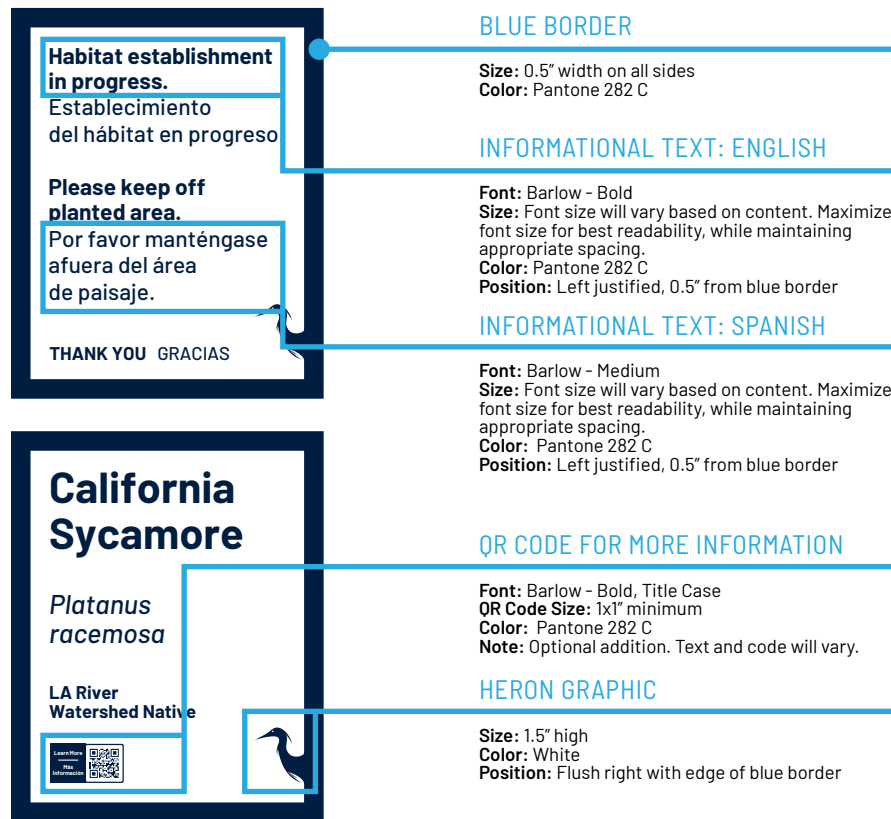 Habitat establishment
in progress.
Establecimiento
del hábitat en progreso
Please keep off
planted area.
Por favor manténgase
afuera del área
de paisaje.
THANK YOU GRACIAS
California
Sycamore
Platanus
racemosa
LA River
Watershed Native
Learn More
Más
Información
BLUE BORDER
Size: 0.5” width on all sides
Color: Pantone 282 C
INFORMATIONAL TEXT: ENGLISH
Font: Barlow - Bold
Size: Font size will vary based on content. Maximize
font size for best readability, while maintaining
appropriate spacing.
Color: Pantone 282 C
Position: Left justified, 0.5” from blue border
INFORMATIONAL TEXT: SPANISH
Font: Barlow - Medium
Size: Font size will vary based on content. Maximize
font size for best readability, while maintaining
appropriate spacing.
Color: Pantone 282 C
Position: Left justified, 0.5” from blue border
QR CODE FOR MORE INFORMATION
Font: Barlow - Bold, Title Case
QR Code Size: 1x1” minimum
Color: Pantone 282 C
Note: Optional addition. Text and code will vary.
HERON GRAPHIC
Size: 1.5” high
Color: White
Position: Flush right with edge of blue border